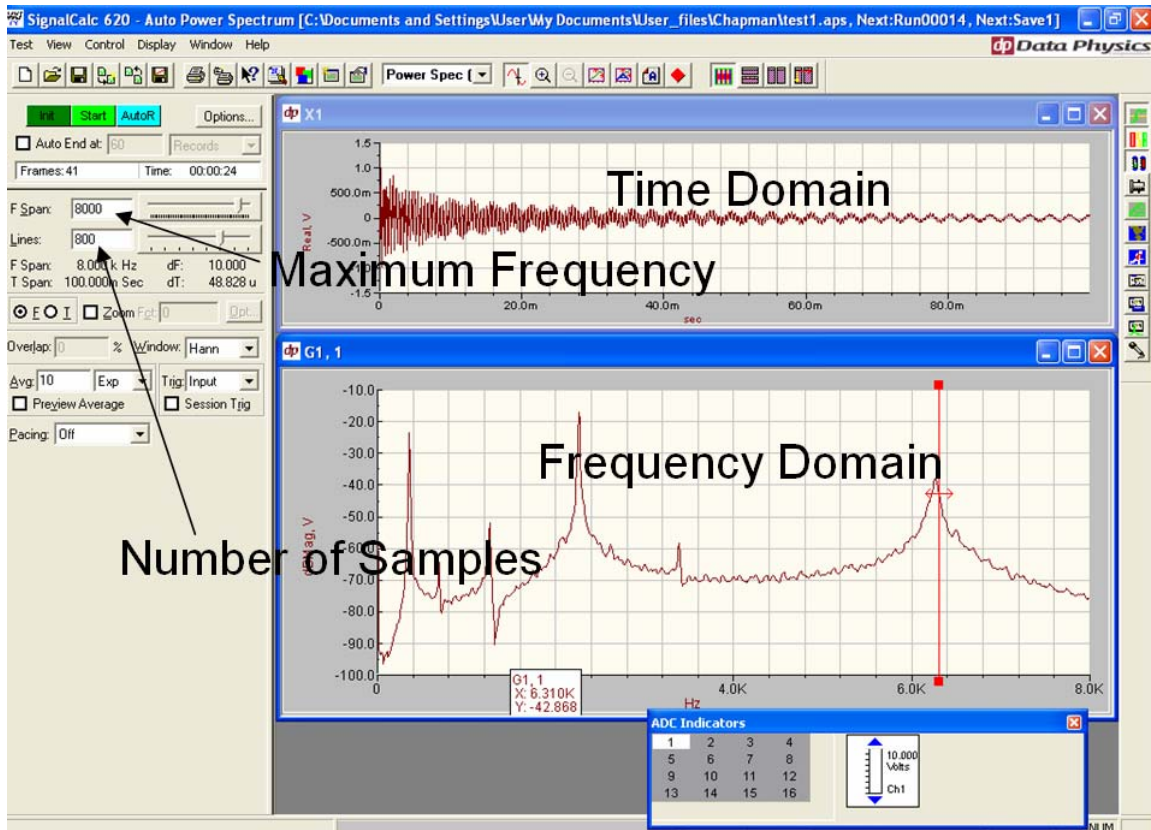 SignalCalc 620 - Auto Power Spectrum [C:\Documents and Settings\User\My Documents\User_files\Chapman\test1.aps, Next:Run00014, Next:Save1]
Test View Control Display Window Help
dp Data Physics
Power Spec (
Init Start AutoR Options...
Auto End at: 60 Records
Frames: 41 Time: 00:00:24
F Span: 8000
Lines: 800
F Span: 8.000 k Hz dF: 10.000
T Span: 100.000m Sec dT: 48.828 u
F T Zoom Fct: 0 Opt...
Overlap: 0 % Window: Hann
Avg: 10 Exp Trig: Input
Preview Average Session Trig
Pacing: Off
dp X1
Time Domain
Maximum Frequency
1.5
1.0
500.0m
0
-500.0m
-1.5
Real, V
0 20.0m 40.0m 60.0m 80.0m
sec
dp G1, 1
Frequency Domain
Number of Samples
-10.0
-20.0
-30.0
-40.0
-50.0
-60.0
-70.0
-80.0
-90.0
-100.0
dBMag, V
0 4.0K 6.0K 8.0K
Hz
G1, 1
X: 6.310K
Y: -42.868
ADC Indicators
1 2 3 4
5 6 7 8
9 10 11 12
13 14 15 16
10.000
Volts
Ch1
NUM